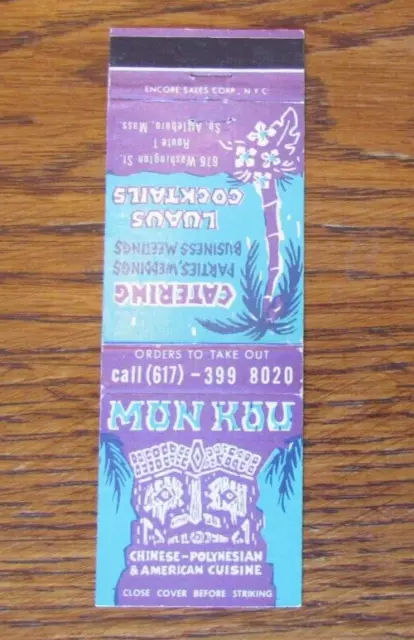 ENCORE SALES CORP., N.Y.C.
CATERING
PARTIES, WEDDINGS
BUSINESS MEETINGS
LUAUS
COCKTAILS
676 Washington St.
Route 1
So. Attleboro, Mass.
ORDERS TO TAKE OUT
call (617) - 399 8020
MON KOU
CHINESE-POLYNESIAN
& AMERICAN CUISINE
CLOSE COVER BEFORE STRIKING